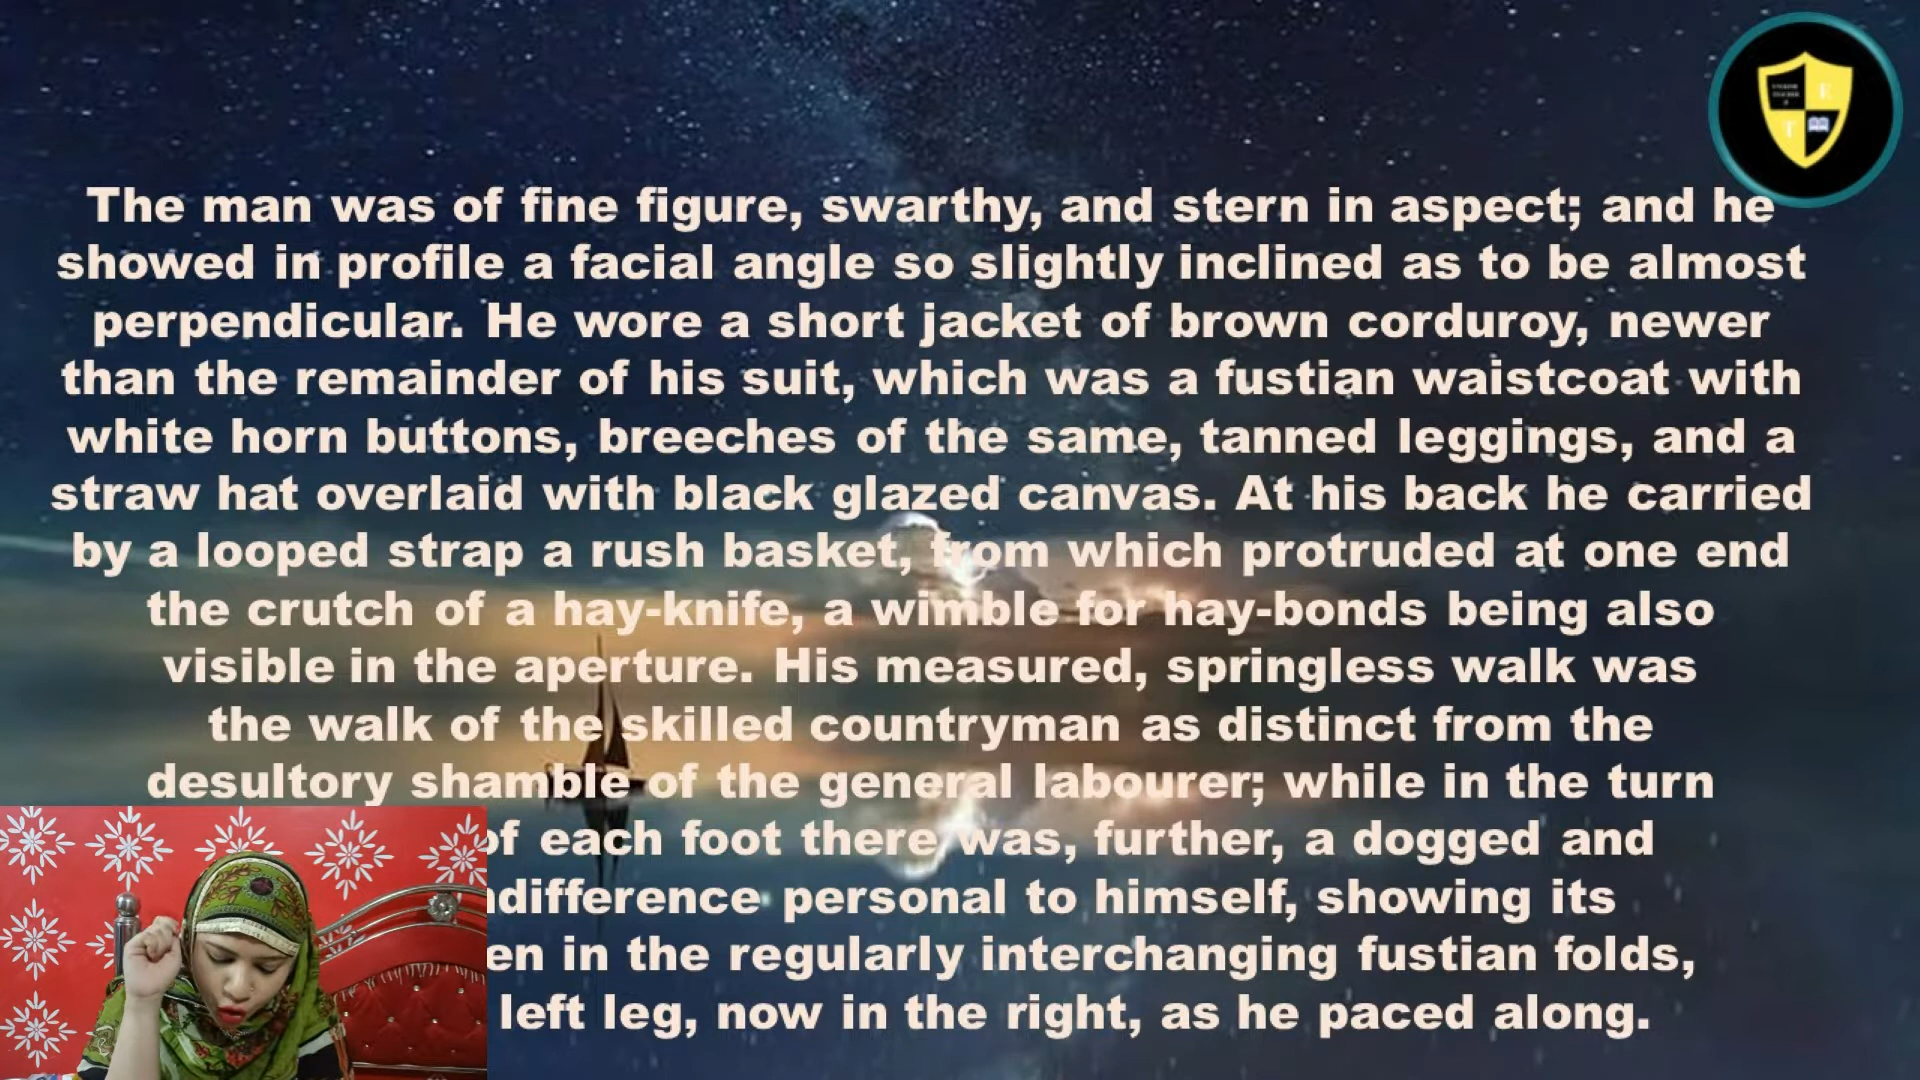 The man was of fine figure, swarthy, and stern in aspect; and he
showed in profile a facial angle so slightly inclined as to be almost
perpendicular. He wore a short jacket of brown corduroy, newer
than the remainder of his suit, which was a fustian waistcoat with
white horn buttons, breeches of the same, tanned leggings, and a
straw hat overlaid with black glazed canvas. At his back he carried
by a looped strap a rush basket, from which protruded at one end
the crutch of a hay-knife, a wimble for hay-bonds being also
visible in the aperture. His measured, springless walk was
the walk of the skilled countryman as distinct from the
desultory shamble of the general labourer; while in the turn
of each foot there was, further, a dogged and
ndifference personal to himself, showing its
en in the regularly interchanging fustian folds,
left leg, now in the right, as he paced along.
E
T